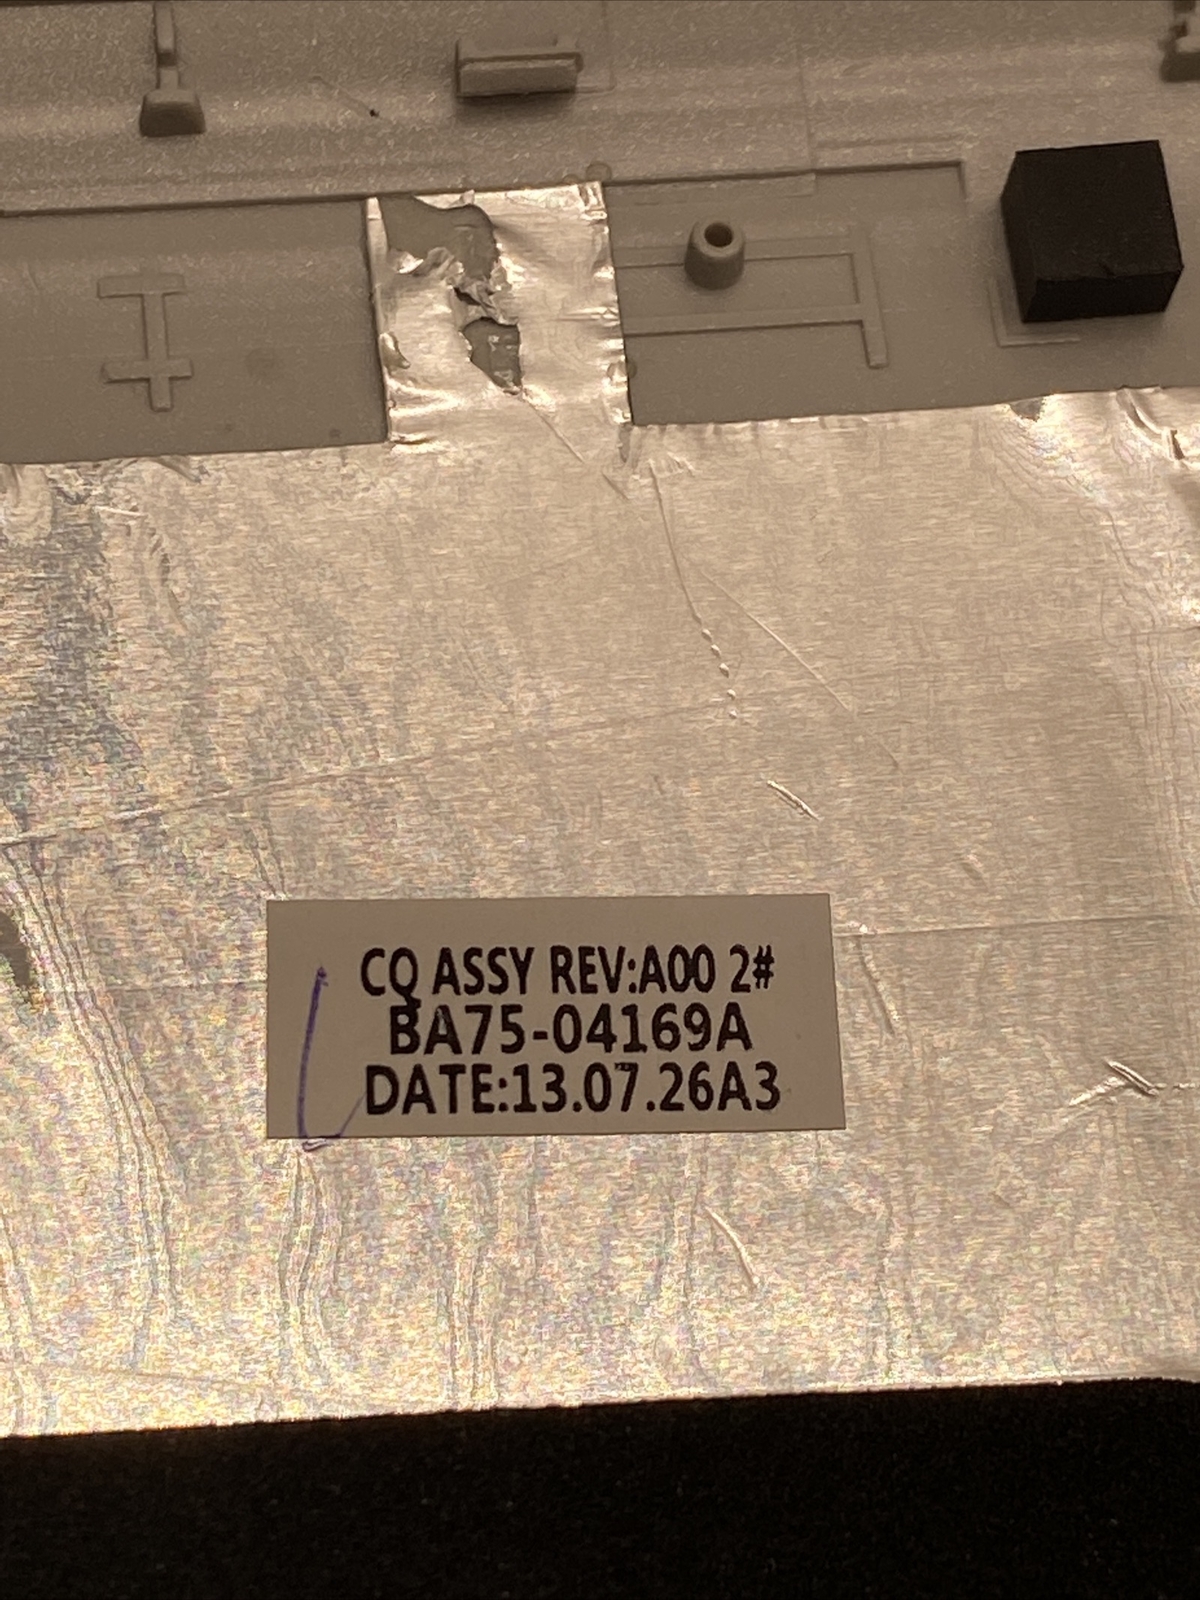 CQ ASSY REV:A00 2#
BA75-04169A
DATE:13.07.26A3